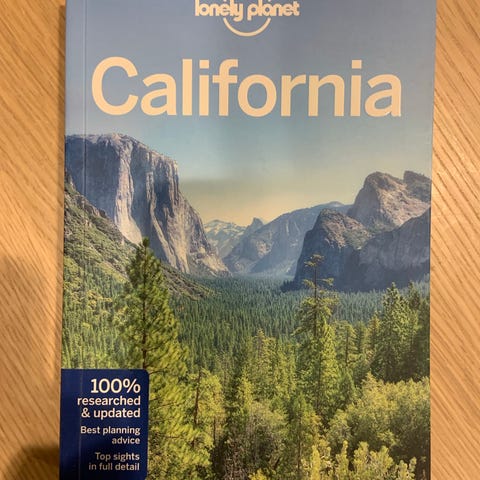 lonely planet
California
100%
researched
& updated
Best planning
advice
Top sights
in full detail